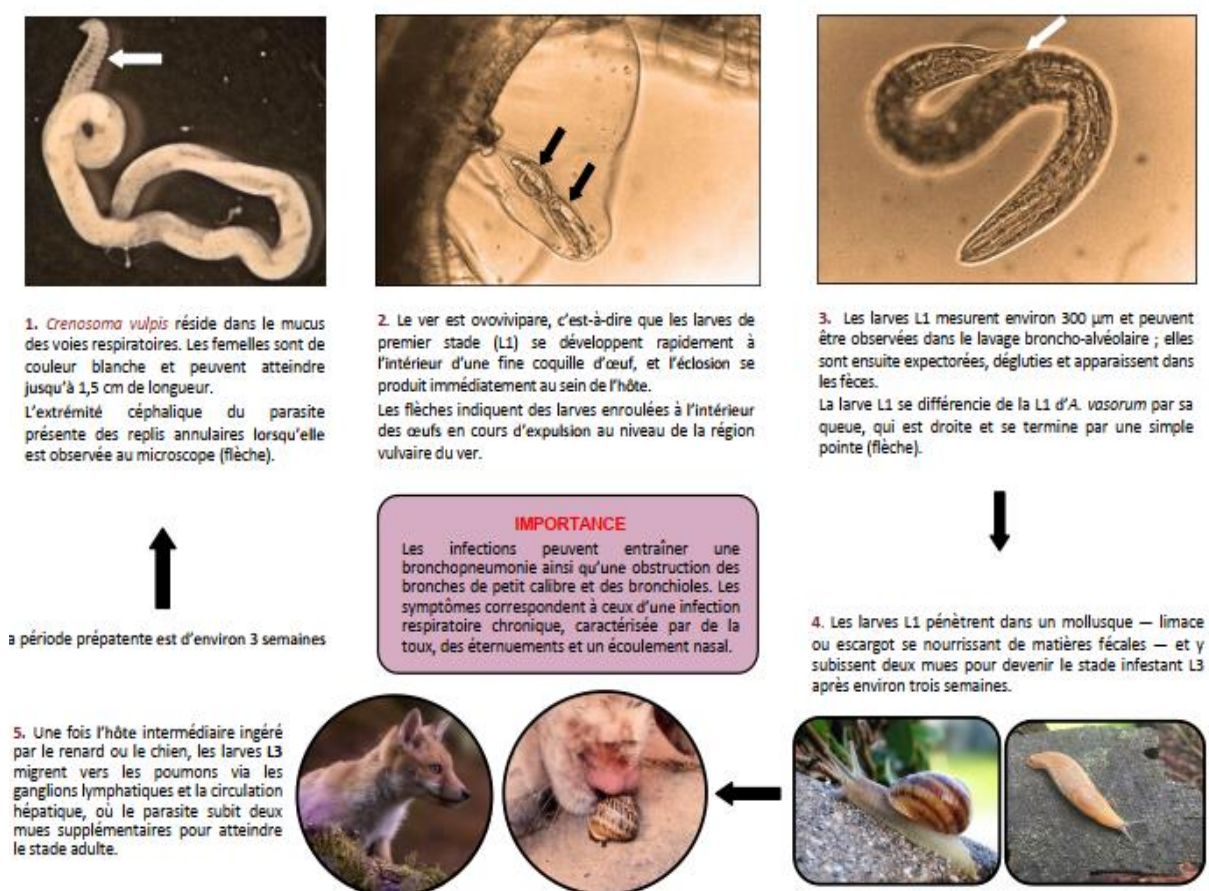 1. Crenosoma vulpis réside dans le mucus
des voies respiratoires. Les femelles sont de
couleur blanche et peuvent atteindre
jusqu'à 1,5 cm de longueur.
L'extrémité céphalique du parasite
présente des replis annulaires lorsqu'elle
est observée au microscope (flèche).
2. Le ver est ovovivipare, c'est-à-dire que les larves de
premier stade (L1) se développent rapidement à
l'intérieur d'une fine coquille d'œuf, et l'éclosion se
produit immédiatement au sein de l'hôte.
Les flèches indiquent des larves enroulées à l'intérieur
des œufs en cours d'expulsion au niveau de la région
vulvaire du ver.
3. Les larves L1 mesurent environ 300 µm et peuvent
être observées dans le lavage broncho-alvéolaire ; elles
sont ensuite expectorées, dégluties et apparaissent dans
les fèces.
La larve L1 se différencie de la L1 d'A. vasorum par sa
queue, qui est droite et se termine par une simple
pointe (flèche).
IMPORTANCE
Les infections peuvent entraîner une
bronchopneumonie ainsi qu'une obstruction des
bronches de petit calibre et des bronchioles. Les
symptômes correspondent à ceux d'une infection
respiratoire chronique, caractérisée par de la
toux, des éternuements et un écoulement nasal.
a période prépatente est d'environ 3 semaines
4. Les larves L1 pénètrent dans un mollusque — limace
ou escargot se nourrissant de matières fécales — et y
subissent deux mues pour devenir le stade infestant L3
après environ trois semaines.
5. Une fois l'hôte intermédiaire ingéré
par le renard ou le chien, les larves L3
migrent vers les poumons via les
ganglions lymphatiques et la circulation
hépatique, où le parasite subit deux
mues supplémentaires pour atteindre
le stade adulte.